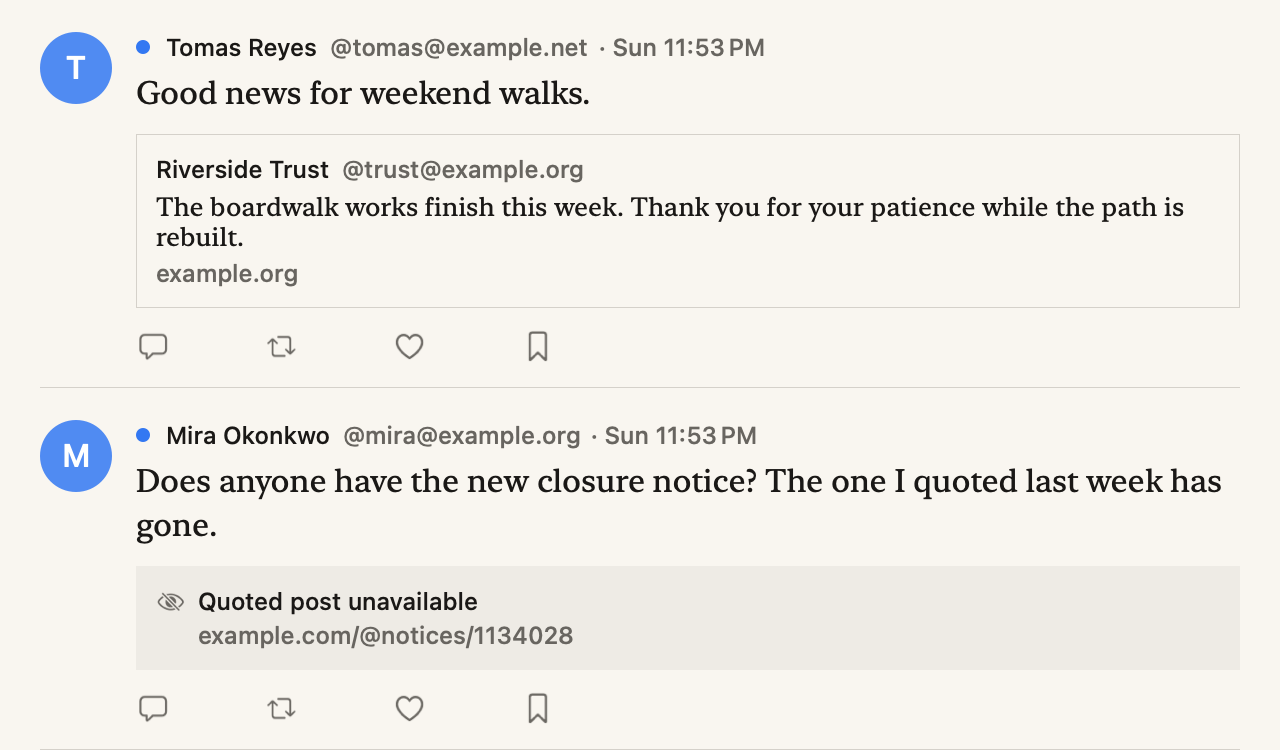 T
Tomas Reyes @tomas@example.net · Sun 11:53 PM
Good news for weekend walks.
Riverside Trust @trust@example.org
The boardwalk works finish this week. Thank you for your patience while the path is
rebuilt.
example.org
M
Mira Okonkwo @mira@example.org · Sun 11:53 PM
Does anyone have the new closure notice? The one I quoted last week has
gone.
Quoted post unavailable
example.com/@notices/1134028